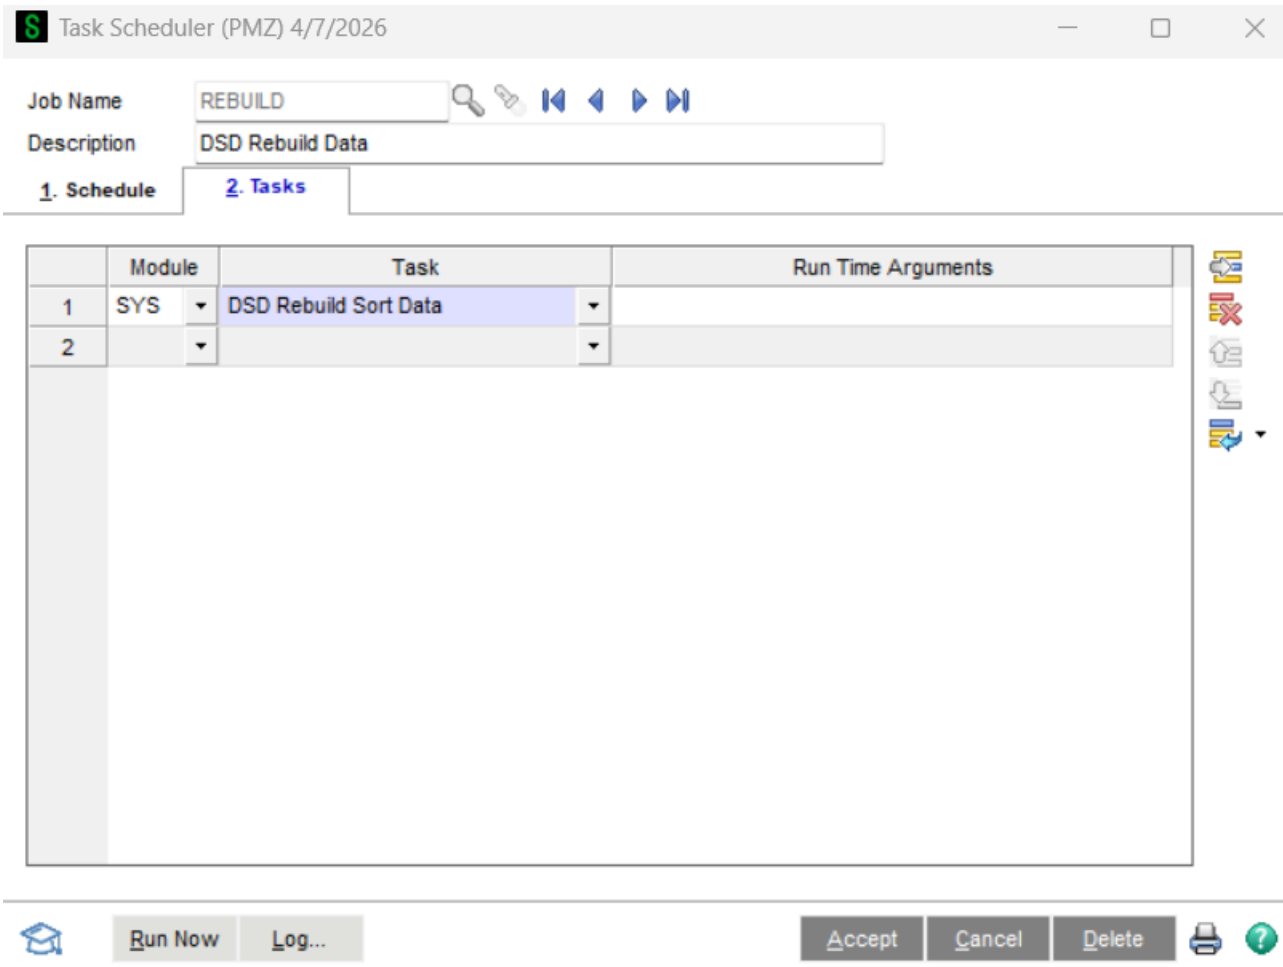 S Task Scheduler (PMZ) 4/7/2026
Job Name REBUILD
Description DSD Rebuild Data
1. Schedule 2. Tasks
Module Task Run Time Arguments
1 SYS DSD Rebuild Sort Data
2
Run Now Log... Accept Cancel Delete ?